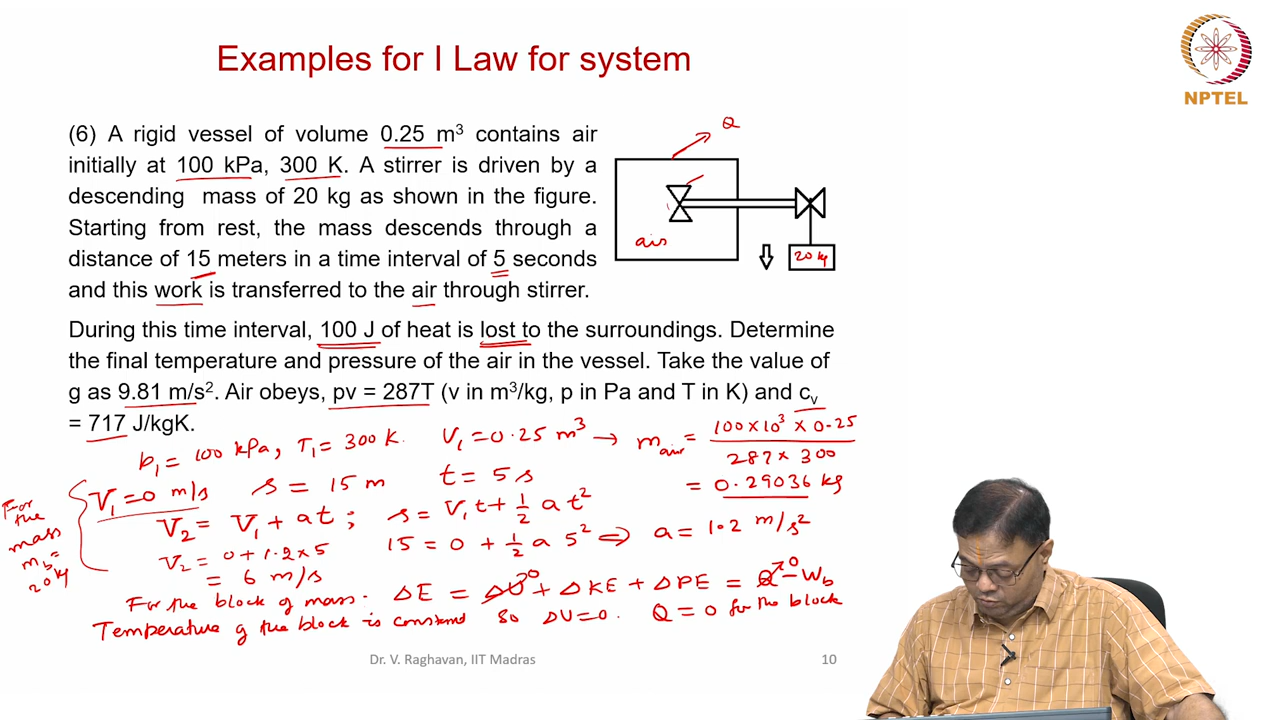 Examples for I Law for system
NPTEL
(6) A rigid vessel of volume 0.25 m³ contains air
initially at 100 kPa, 300 K. A stirrer is driven by a
descending mass of 20 kg as shown in the figure.
Starting from rest, the mass descends through a
distance of 15 meters in a time interval of 5 seconds
and this work is transferred to the air through stirrer.
Q
air
20 kg
During this time interval, 100 J of heat is lost to the surroundings. Determine
the final temperature and pressure of the air in the vessel. Take the value of
g as 9.81 m/s². Air obeys, pv = 287T (v in m³/kg, p in Pa and T in K) and cᵥ
= 717 J/kgK.
p₁ = 100 kPa, T₁ = 300 K. V₁ = 0.25 m³ → m_air = 100×10³ × 0.25 / 287 × 300
= 0.29036 kg
For the mass m_b = 20 kg
V₁ = 0 m/s s = 15 m t = 5 s
V₂ = V₁ + at ; s = V₁t + ½ at²
V₂ = 0 + 1.2 × 5 15 = 0 + ½ a 5² ⇒ a = 1.2 m/s²
= 6 m/s
For the block of mass. ΔE = ΔU⁰ + ΔKE + ΔPE = Q⁰ − W_b
Temperature of the block is constant so ΔU = 0. Q = 0 for the block
Dr. V. Raghavan, IIT Madras
10